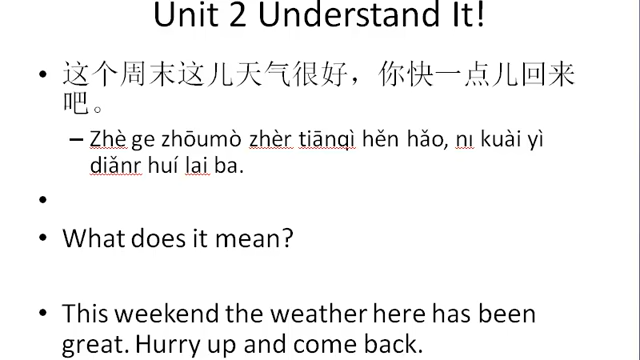 Unit 2 Understand It!
• 这个周末这儿天气很好，你快一点儿回来
吧。
– Zhè ge zhōumò zhèr tiānqì hěn hǎo, nı kuài yì
diǎnr huí lai ba.
•
• What does it mean?
• This weekend the weather here has been
great. Hurry up and come back.